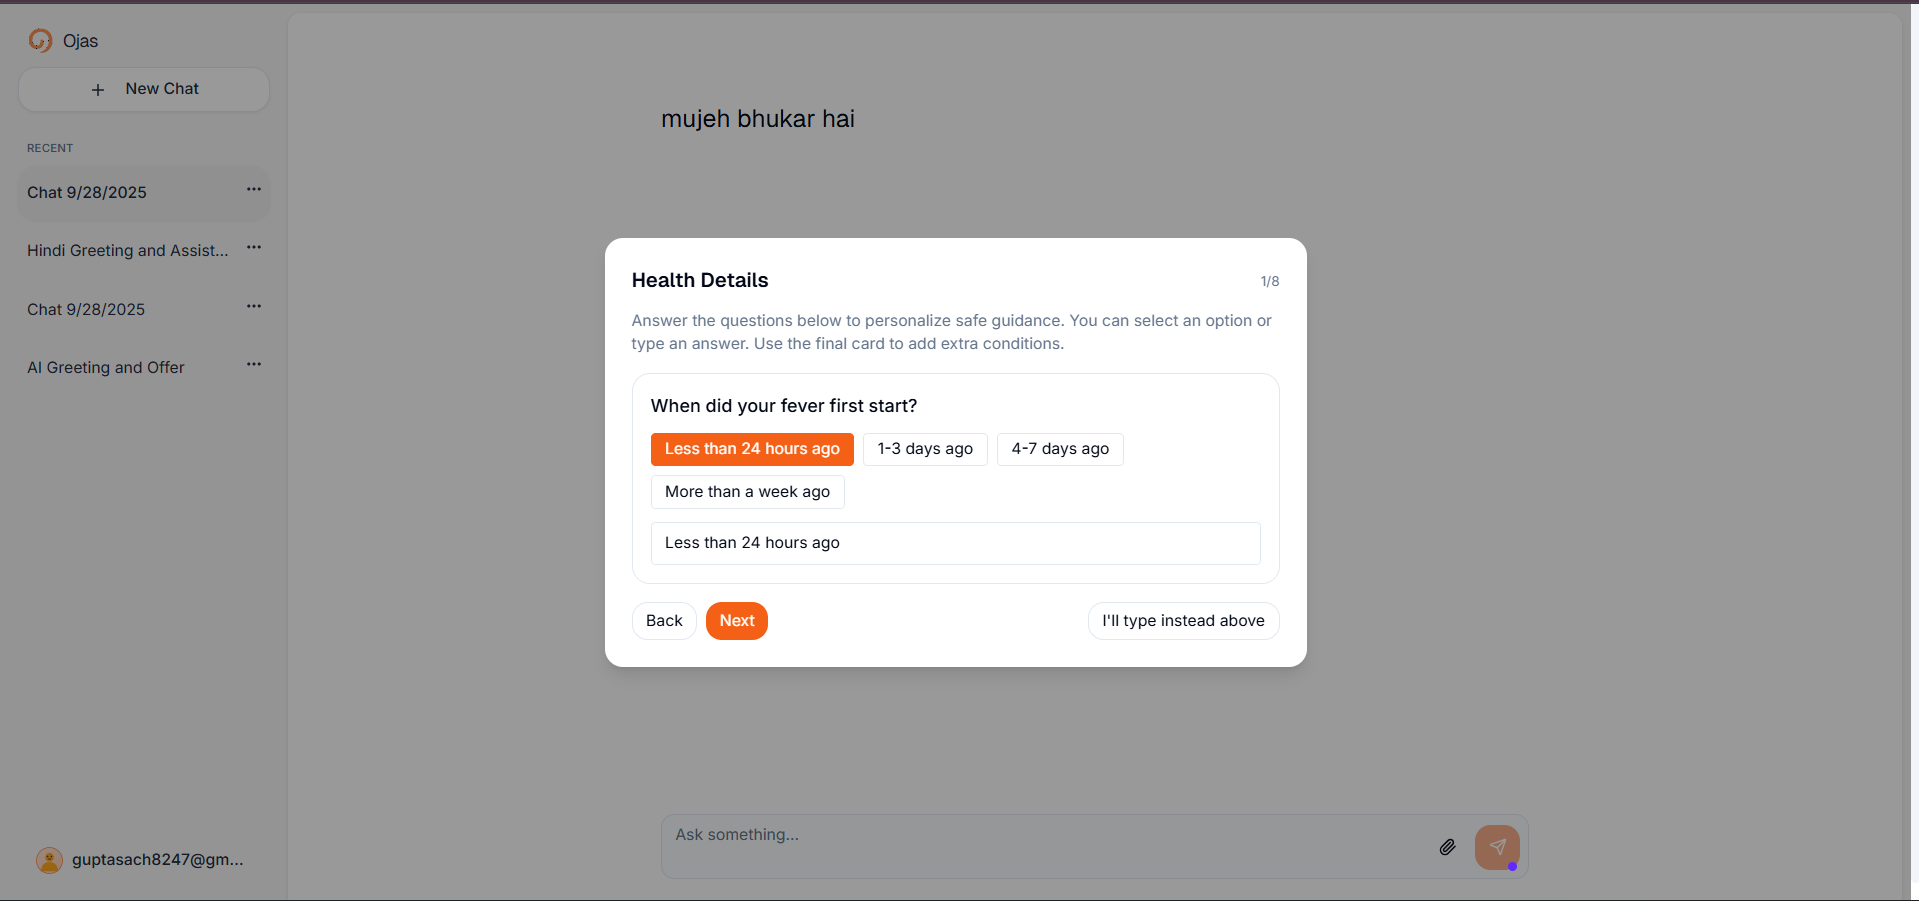 Ojas
+ New Chat
RECENT
Chat 9/28/2025
Hindi Greeting and Assist...
Chat 9/28/2025
AI Greeting and Offer
guptasach8247@gm...
mujeh bhukar hai
Health Details
1/8
Answer the questions below to personalize safe guidance. You can select an option or
type an answer. Use the final card to add extra conditions.
When did your fever first start?
Less than 24 hours ago
1-3 days ago
4-7 days ago
More than a week ago
Less than 24 hours ago
Back
Next
I'll type instead above
Ask something...